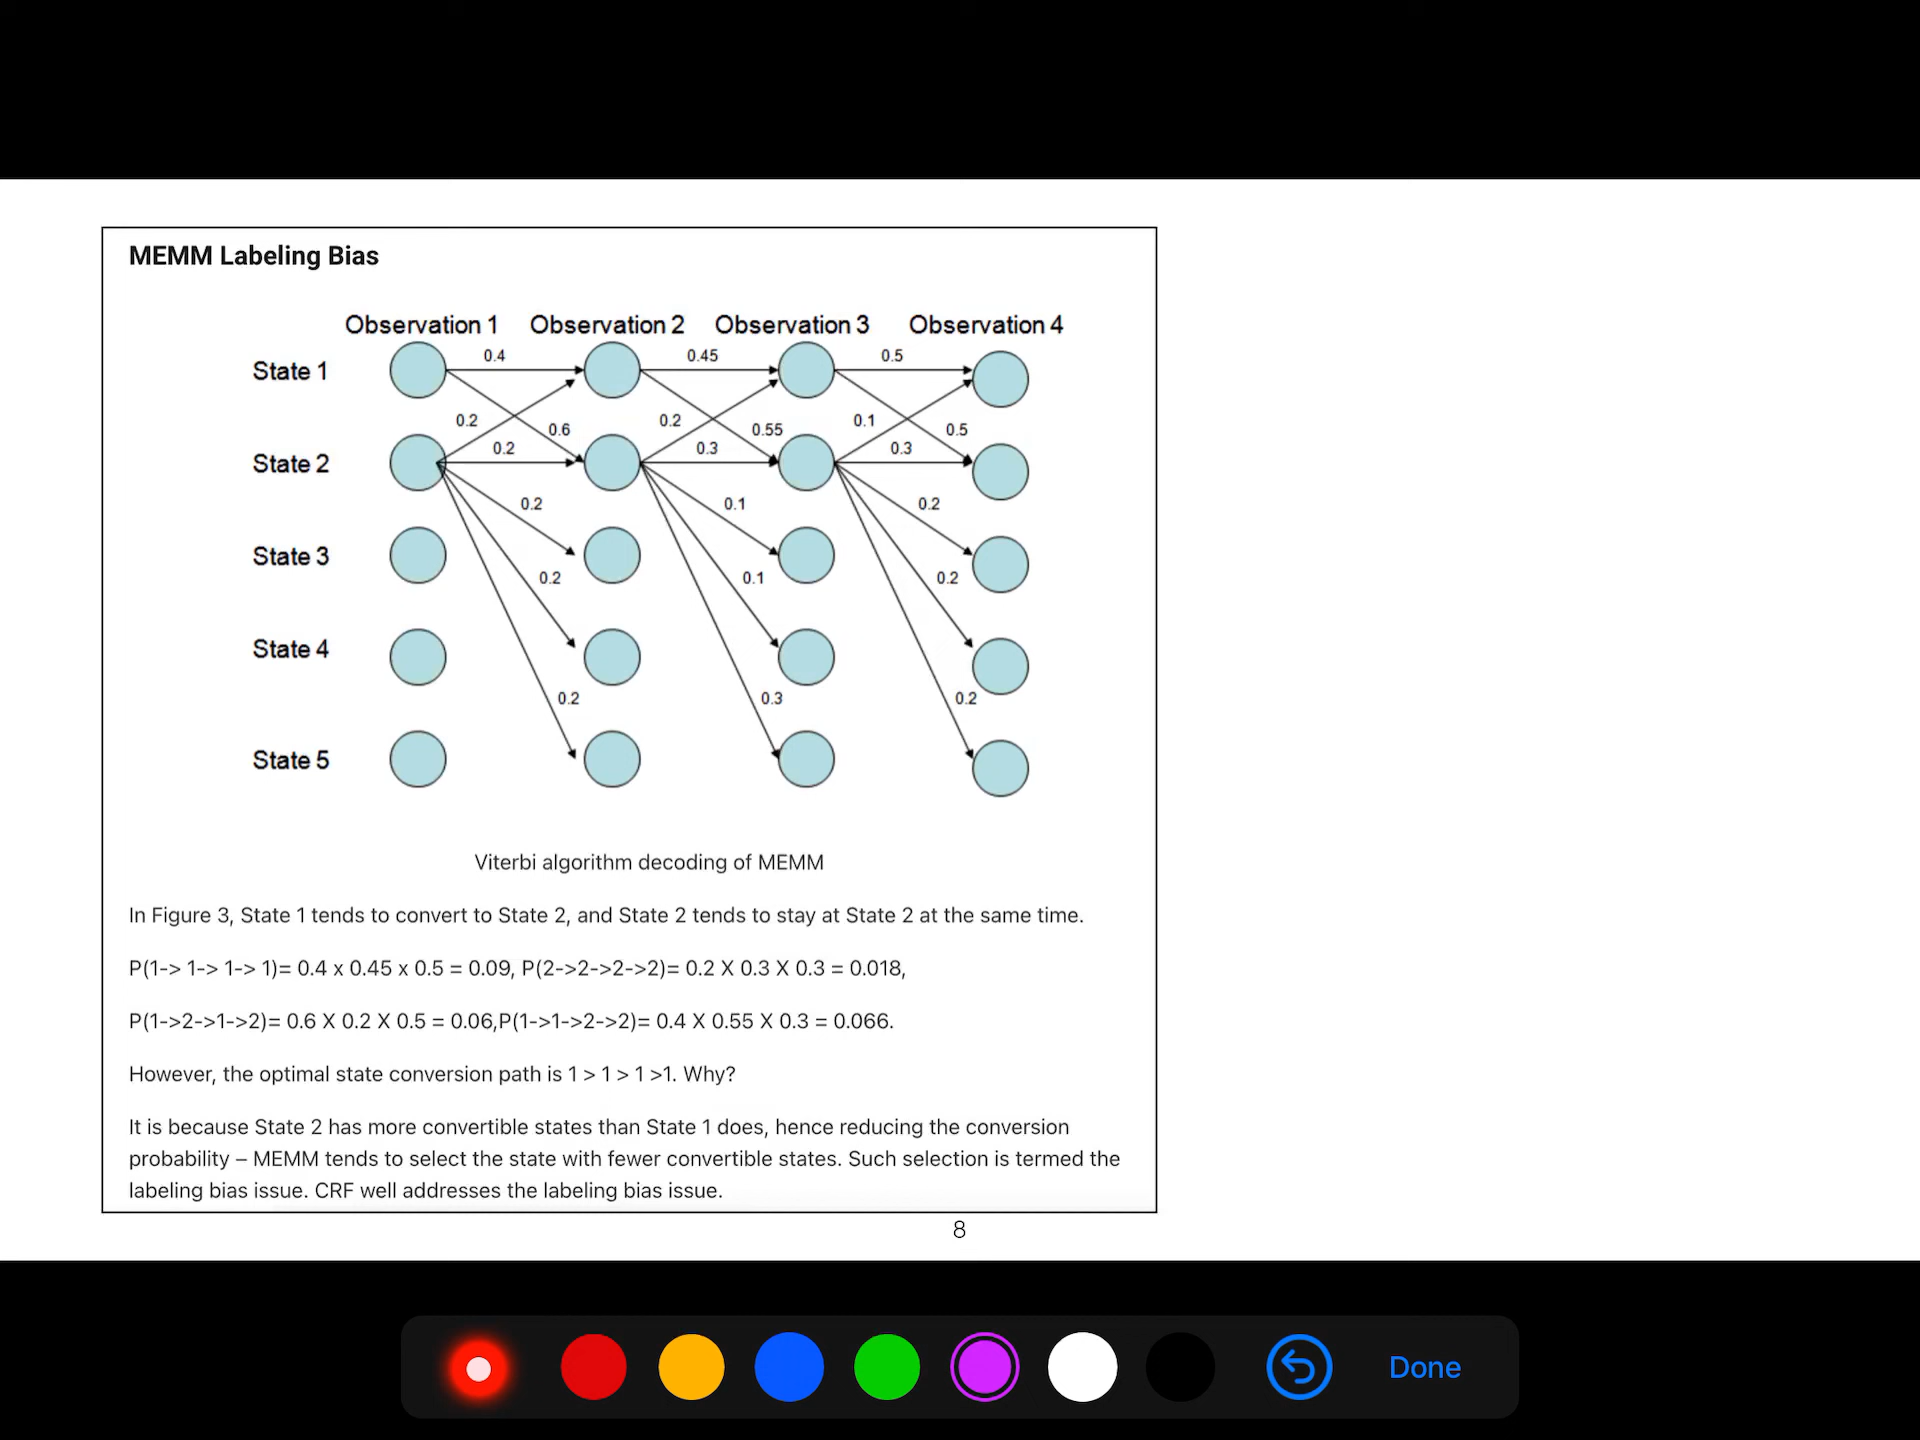 MEMM Labeling Bias
Observation 1 Observation 2 Observation 3 Observation 4
0.4 0.45 0.5
State 1
0.2 0.6 0.2 0.55 0.1 0.5
0.2 0.3 0.3
State 2
0.2 0.1 0.2
State 3
0.2 0.1 0.2
State 4
0.2 0.3 0.2
State 5
Viterbi algorithm decoding of MEMM
In Figure 3, State 1 tends to convert to State 2, and State 2 tends to stay at State 2 at the same time.
P(1-> 1-> 1-> 1)= 0.4 x 0.45 x 0.5 = 0.09, P(2->2->2->2)= 0.2 X 0.3 X 0.3 = 0.018,
P(1->2->1->2)= 0.6 X 0.2 X 0.5 = 0.06,P(1->1->2->2)= 0.4 X 0.55 X 0.3 = 0.066.
However, the optimal state conversion path is 1 > 1 > 1 >1. Why?
It is because State 2 has more convertible states than State 1 does, hence reducing the conversion
probability – MEMM tends to select the state with fewer convertible states. Such selection is termed the
labeling bias issue. CRF well addresses the labeling bias issue.
8
Done